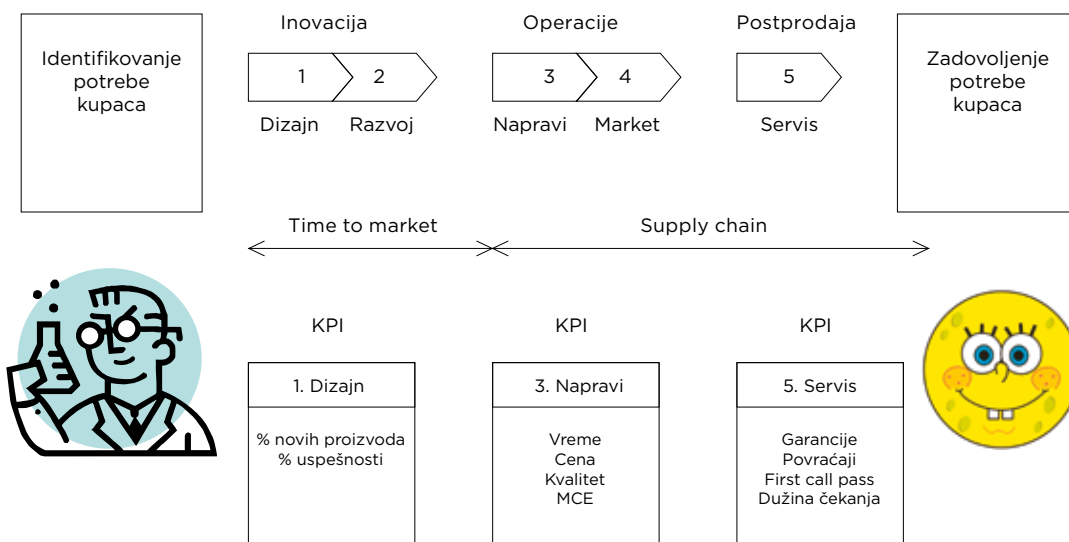 Inovacija
Operacije
Postprodaja
Identifikovanje
potrebe
kupaca
1
2
3
4
5
Zadovoljenje
potrebe
kupaca
Dizajn
Razvoj
Napravi
Market
Servis
Time to market
Supply chain
KPI
KPI
KPI
1. Dizajn
3. Napravi
5. Servis
% novih proizvoda
% uspešnosti
Vreme
Cena
Kvalitet
MCE
Garancije
Povraćaji
First call pass
Dužina čekanja